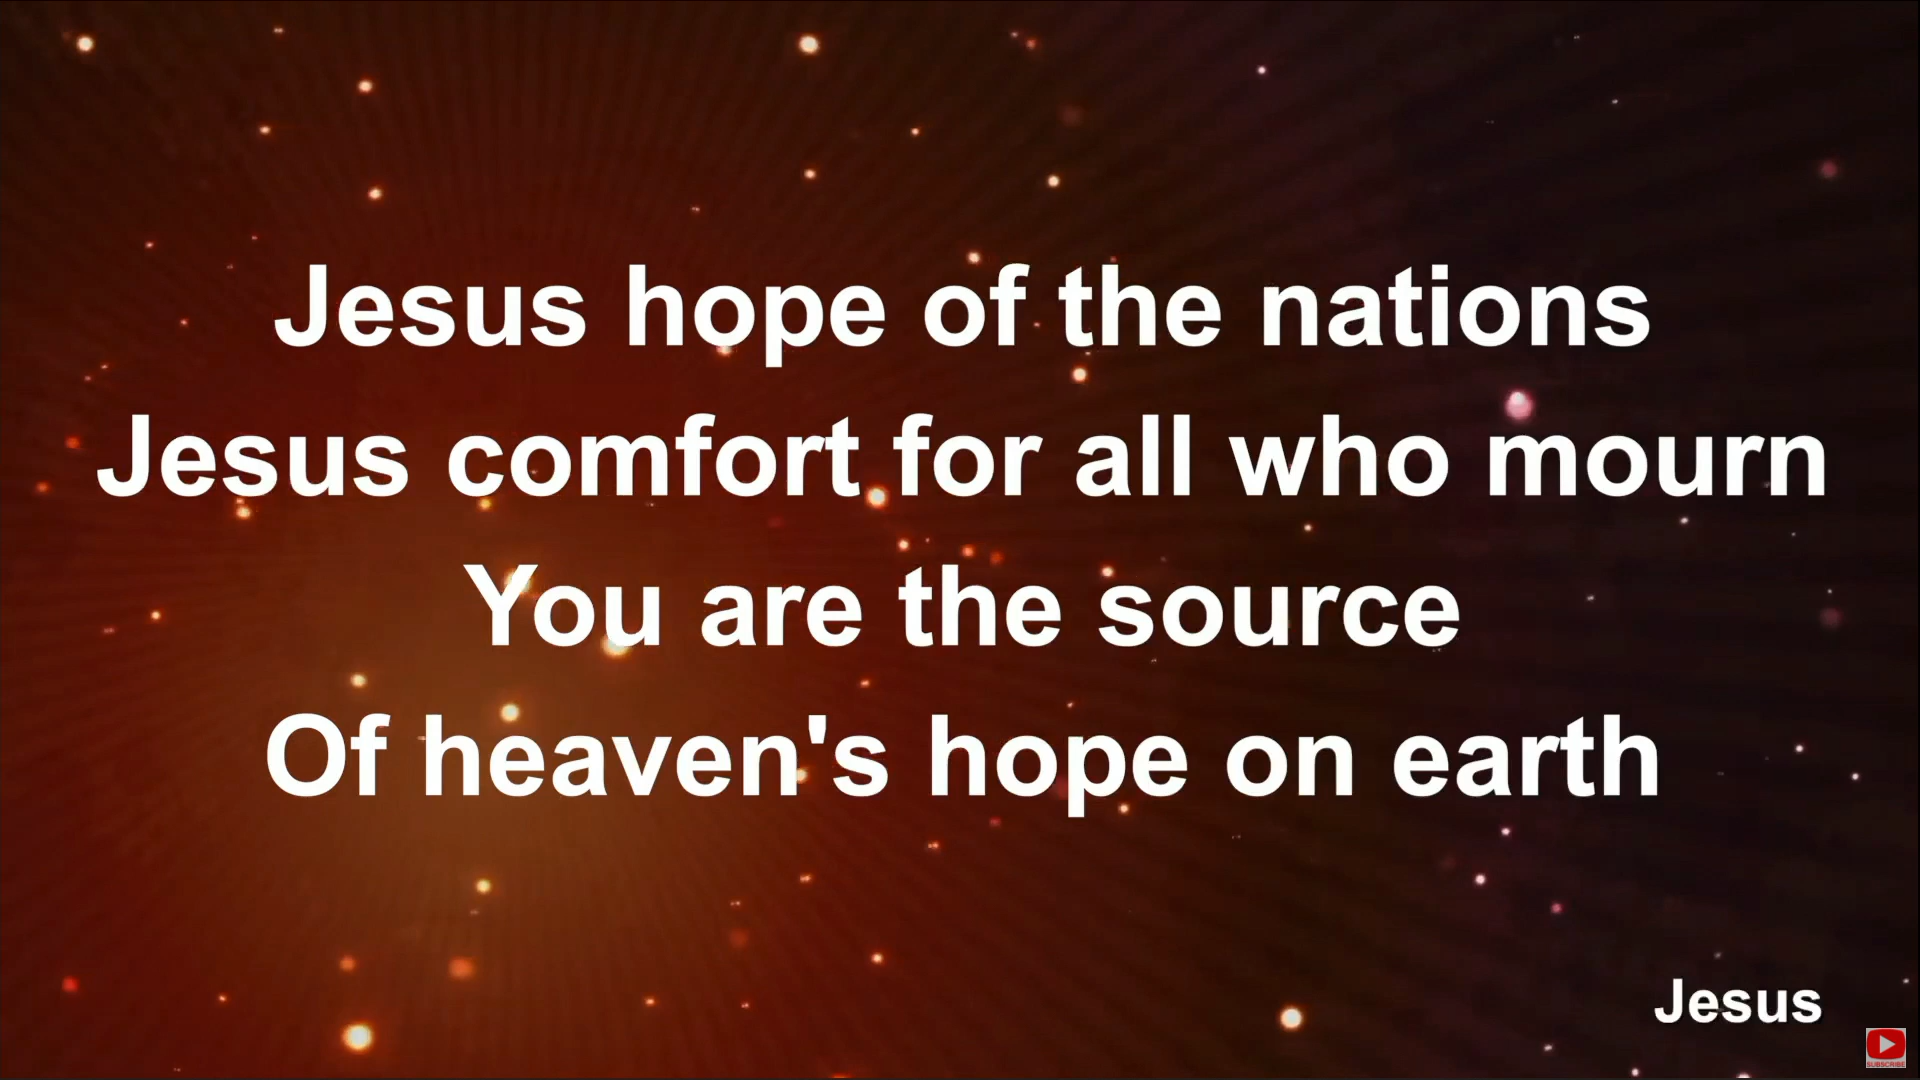 Jesus hope of the nations
Jesus comfort for all who mourn
You are the source
Of heaven's hope on earth
Jesus
SUBSCRIBE